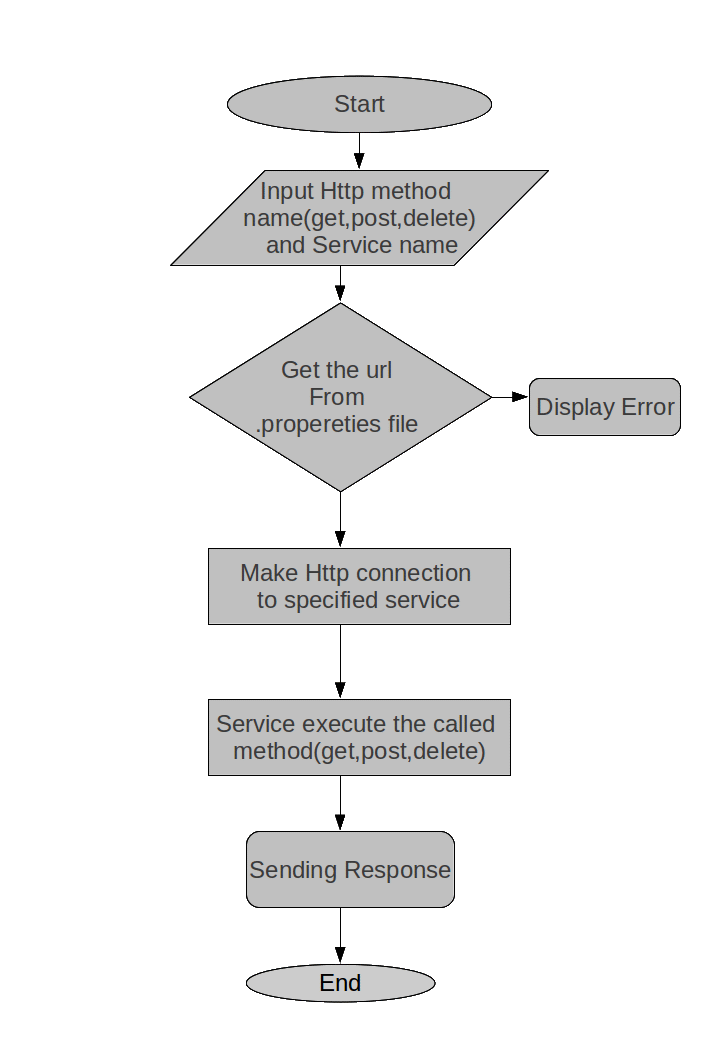 Start
Input Http method
name(get,post,delete)
and Service name
Get the url
From
.propereties file
Display Error
Make Http connection
to specified service
Service execute the called
method(get,post,delete)
Sending Response
End